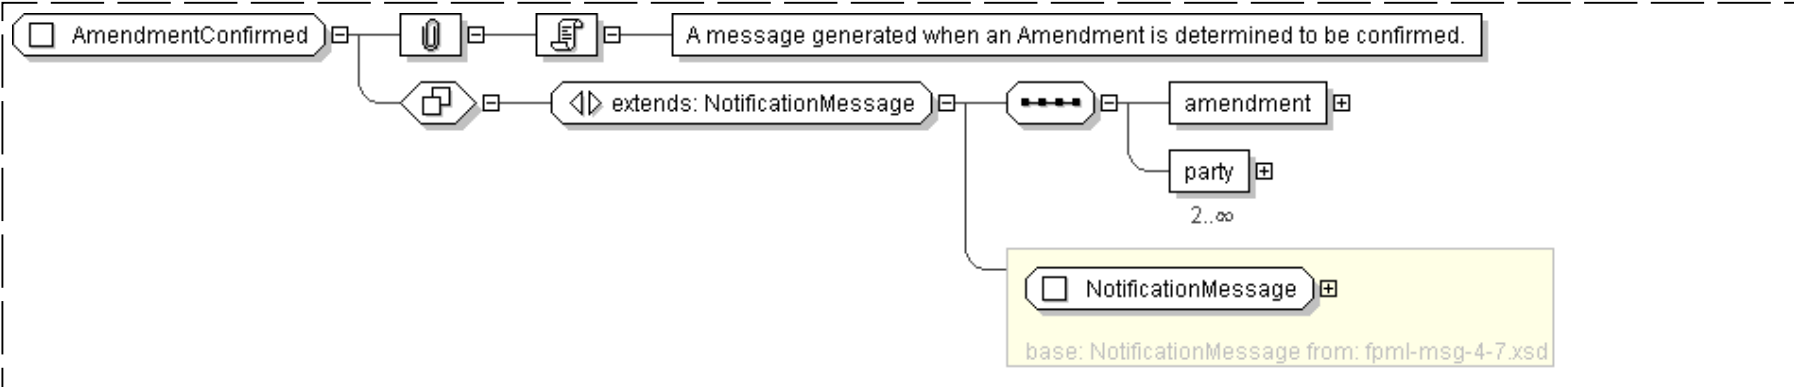 AmendmentConfirmed
A message generated when an Amendment is determined to be confirmed.
extends: NotificationMessage
amendment
party
2..∞
NotificationMessage
base: NotificationMessage from: fpml-msg-4-7.xsd